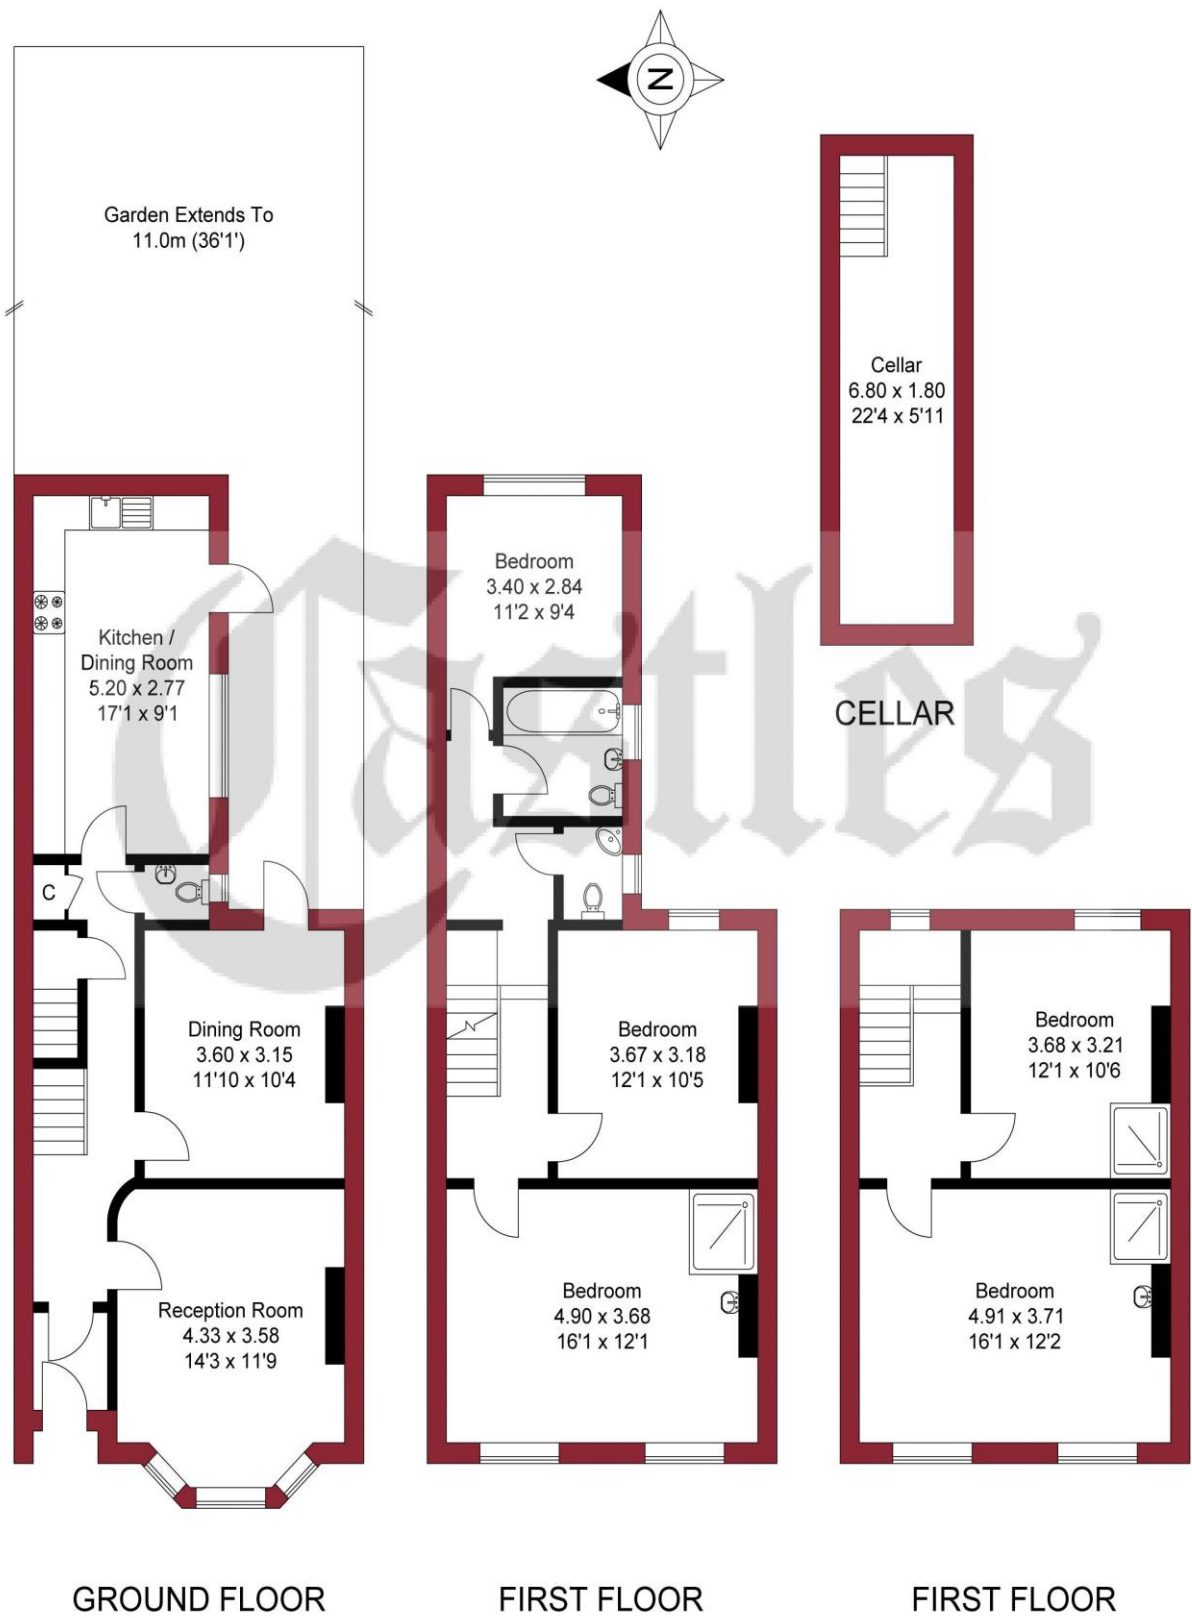 N
Garden Extends To
11.0m (36'1')
Cellar
6.80 x 1.80
22'4 x 5'11
CELLAR
Kitchen /
Dining Room
5.20 x 2.77
17'1 x 9'1
C
Dining Room
3.60 x 3.15
11'10 x 10'4
Reception Room
4.33 x 3.58
14'3 x 11'9
GROUND FLOOR
Bedroom
3.40 x 2.84
11'2 x 9'4
Bedroom
3.67 x 3.18
12'1 x 10'5
Bedroom
4.90 x 3.68
16'1 x 12'1
FIRST FLOOR
Bedroom
3.68 x 3.21
12'1 x 10'6
Bedroom
4.91 x 3.71
16'1 x 12'2
FIRST FLOOR
Castles